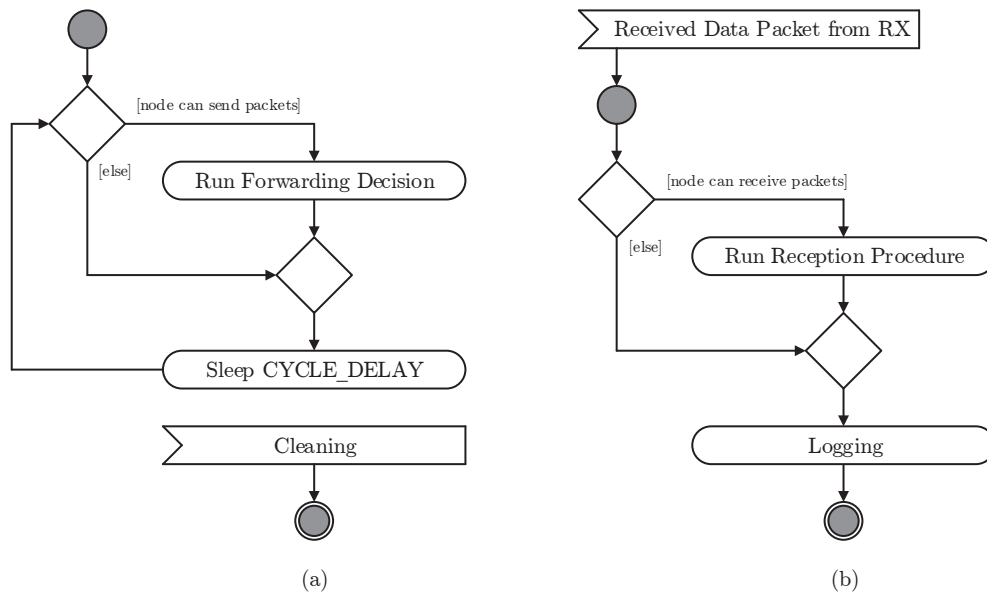 [node can send packets]
[else]
Run Forwarding Decision
Sleep CYCLE_DELAY
Cleaning
(a)
Received Data Packet from RX
[node can receive packets]
[else]
Run Reception Procedure
Logging
(b)